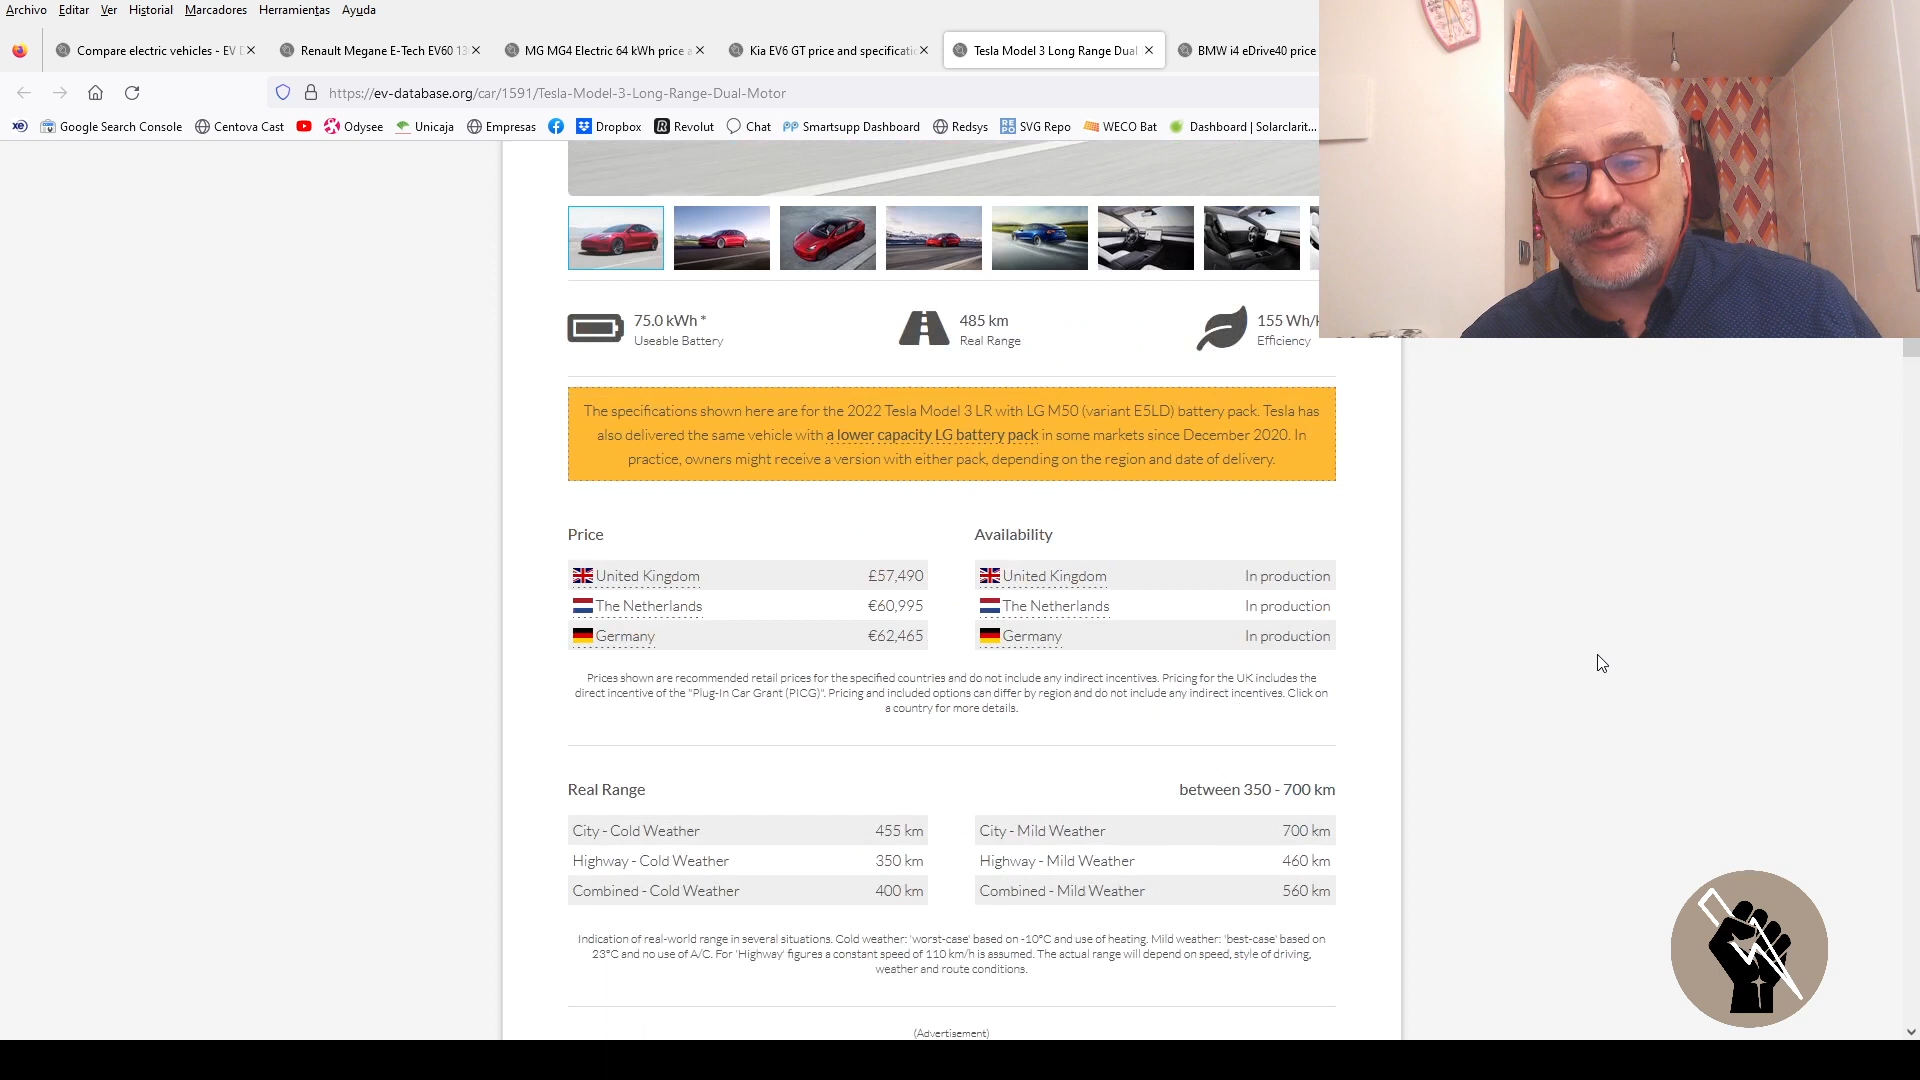 Archivo Editar Ver Historial Marcadores Herramientas Ayuda
Compare electric vehicles - EV D
Renault Megane E-Tech EV60 13
MG MG4 Electric 64 kWh price a
Kia EV6 GT price and specificatio
Tesla Model 3 Long Range Dual
BMW i4 eDrive40 price
https://ev-database.org/car/1591/Tesla-Model-3-Long-Range-Dual-Motor
xe Google Search Console Centova Cast Odysee Unicaja Empresas Dropbox Revolut Chat Smartsupp Dashboard Redsys SVG Repo WECO Bat Dashboard | Solarclarit...
75.0 kWh *
Useable Battery
485 km
Real Range
155 Wh/
Efficiency
The specifications shown here are for the 2022 Tesla Model 3 LR with LG M50 (variant E5LD) battery pack. Tesla has
also delivered the same vehicle with a lower capacity LG battery pack in some markets since December 2020. In
practice, owners might receive a version with either pack, depending on the region and date of delivery.
Price
United Kingdom £57,490
The Netherlands €60,995
Germany €62,465
Availability
United Kingdom In production
The Netherlands In production
Germany In production
Prices shown are recommended retail prices for the specified countries and do not include any indirect incentives. Pricing for the UK includes the
direct incentive of the "Plug-In Car Grant (PICG)". Pricing and included options can differ by region and do not include any indirect incentives. Click on
a country for more details.
Real Range between 350 - 700 km
City - Cold Weather 455 km
Highway - Cold Weather 350 km
Combined - Cold Weather 400 km
City - Mild Weather 700 km
Highway - Mild Weather 460 km
Combined - Mild Weather 560 km
Indication of real-world range in several situations. Cold weather: 'worst-case' based on -10°C and use of heating. Mild weather: 'best-case' based on
23°C and no use of A/C. For 'Highway' figures a constant speed of 110 km/h is assumed. The actual range will depend on speed, style of driving,
weather and route conditions.
(Advertisement)